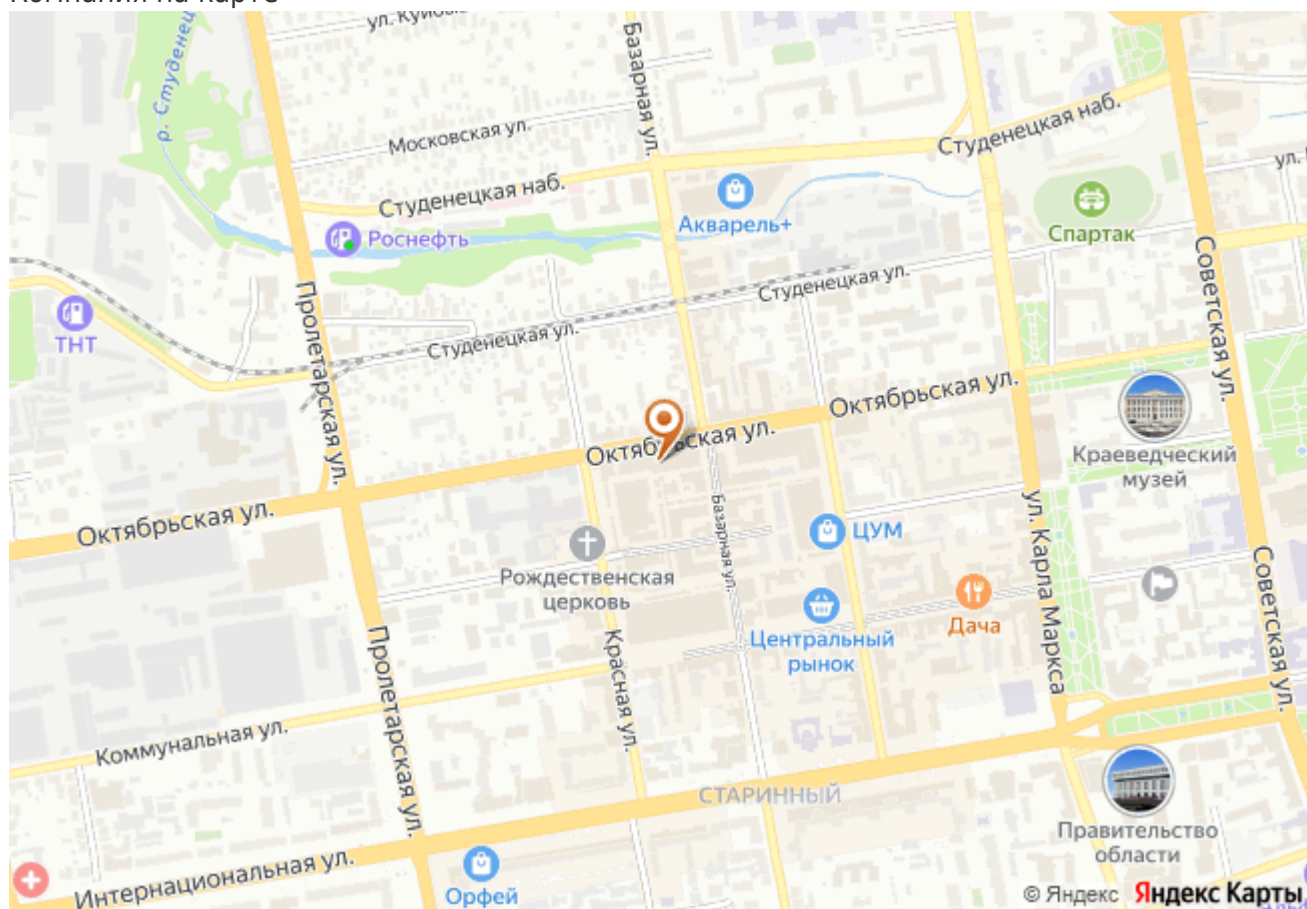 Компания на карте
ул. Куйбы
р. Студенец
Базарная ул.
Московская ул.
Студенецкая наб.
Студенецкая наб.
ул.
Акварель+
Спартак
Роснефть
Советская ул.
Студенецкая ул.
ТНТ
Пролетарская ул.
Студенецкая ул.
Октябрьская ул.
Октябрьская ул.
Краеведческий
музей
Октябрьская ул.
Базарная ул.
ЦУМ
ул. Карла Маркса
Рождественская
церковь
Советская ул.
Дача
Центральный
рынок
Пролетарская ул.
Красная ул.
Коммунальная ул.
СТАРИННЫЙ
Правительство
области
Интернациональная ул.
Орфей
© Яндекс Яндекс Карты